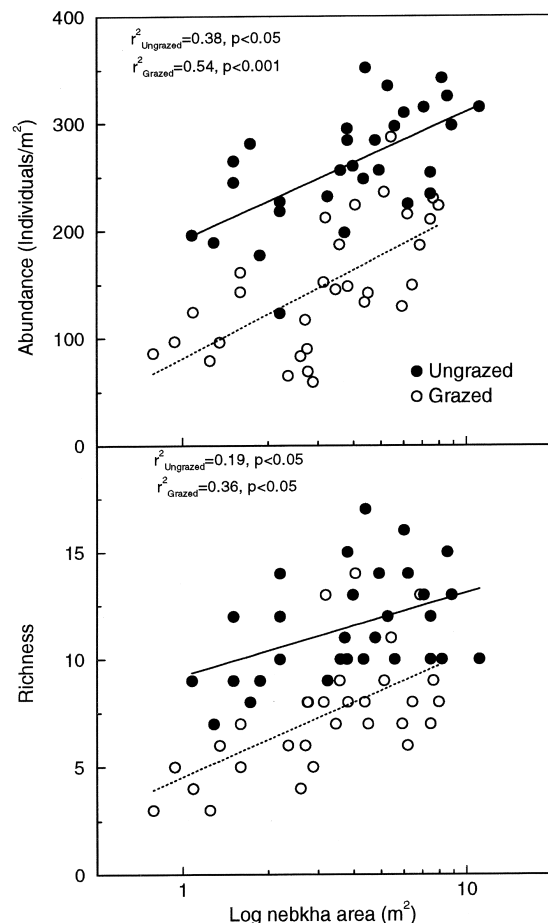 400
r²Ungrazed=0.38, p<0.05
r²Grazed=0.54, p<0.001
300
200
100
0
Abundance (Individuals/m²)
Ungrazed
Grazed
r²Ungrazed=0.19, p<0.05
r²Grazed=0.36, p<0.05
15
10
5
0
Richness
1 10
Log nebkha area (m²)